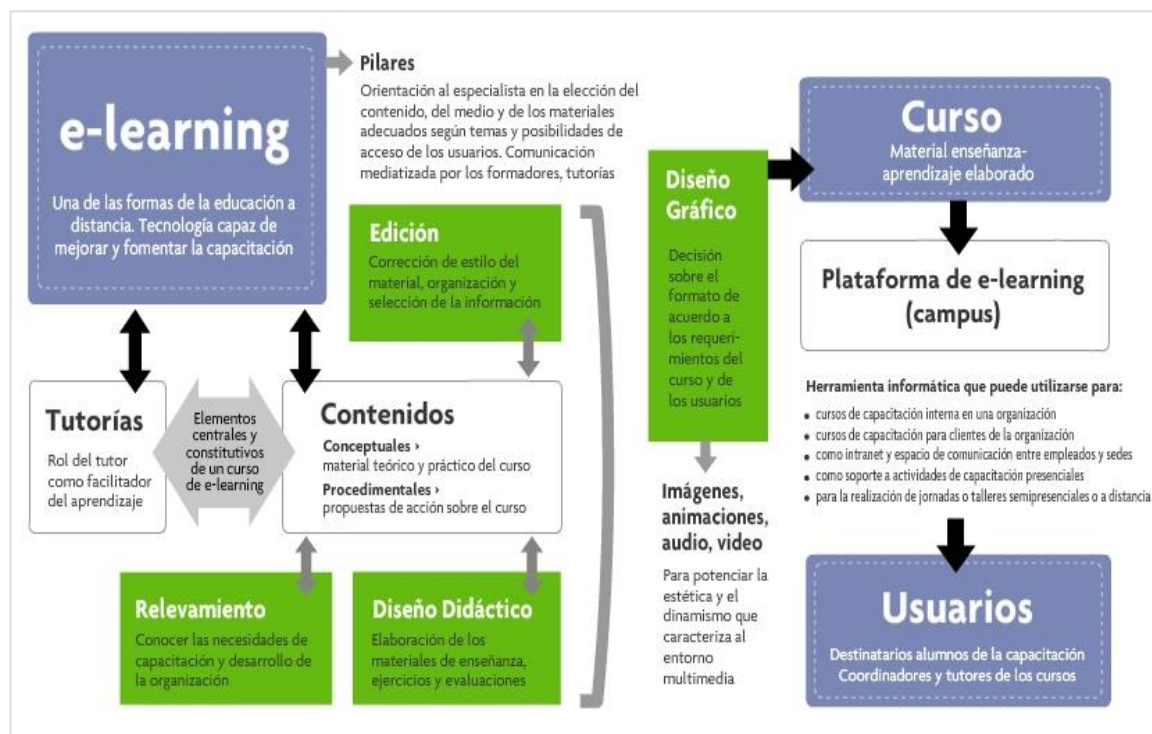 e-learning
Una de las formas de la educación a
distancia. Tecnología capaz de
mejorar y fomentar la capacitación
Pilares
Orientación al especialista en la elección del
contenido, del medio y de los materiales
adecuados según temas y posibilidades de
acceso de los usuarios. Comunicación
mediatizada por los formadores, tutorías
Edición
Corrección de estilo del
material, organización y
selección de la información
Tutorías
Rol del tutor
como facilitador
del aprendizaje
Elementos
centrales y
constitutivos
de un curso
de e-learning
Contenidos
Conceptuales ›
material teórico y práctico del curso
Procedimentales ›
propuestas de acción sobre el curso
Relevamiento
Conocer las necesidades de
capacitación y desarrollo de
la organización
Diseño Didáctico
Elaboración de los
materiales de enseñanza,
ejercicios y evaluaciones
Diseño
Gráfico
Decisión
sobre el
formato de
acuerdo a
los requeri-
mientos del
curso y de
los usuarios
Imágenes,
animaciones,
audio, video
Para potenciar la
estética y el
dinamismo que
caracteriza al
entorno
multimedia
Curso
Material enseñanza-
aprendizaje elaborado
Plataforma de e-learning
(campus)
Herramienta informática que puede utilizarse para:
• cursos de capacitación interna en una organización
• cursos de capacitación para clientes de la organización
• como intranet y espacio de comunicación entre empleados y sedes
• como soporte a actividades de capacitación presenciales
• para la realización de jornadas o talleres semipresenciales o a distancia
Usuarios
Destinatarios alumnos de la capacitación
Coordinadores y tutores de los cursos